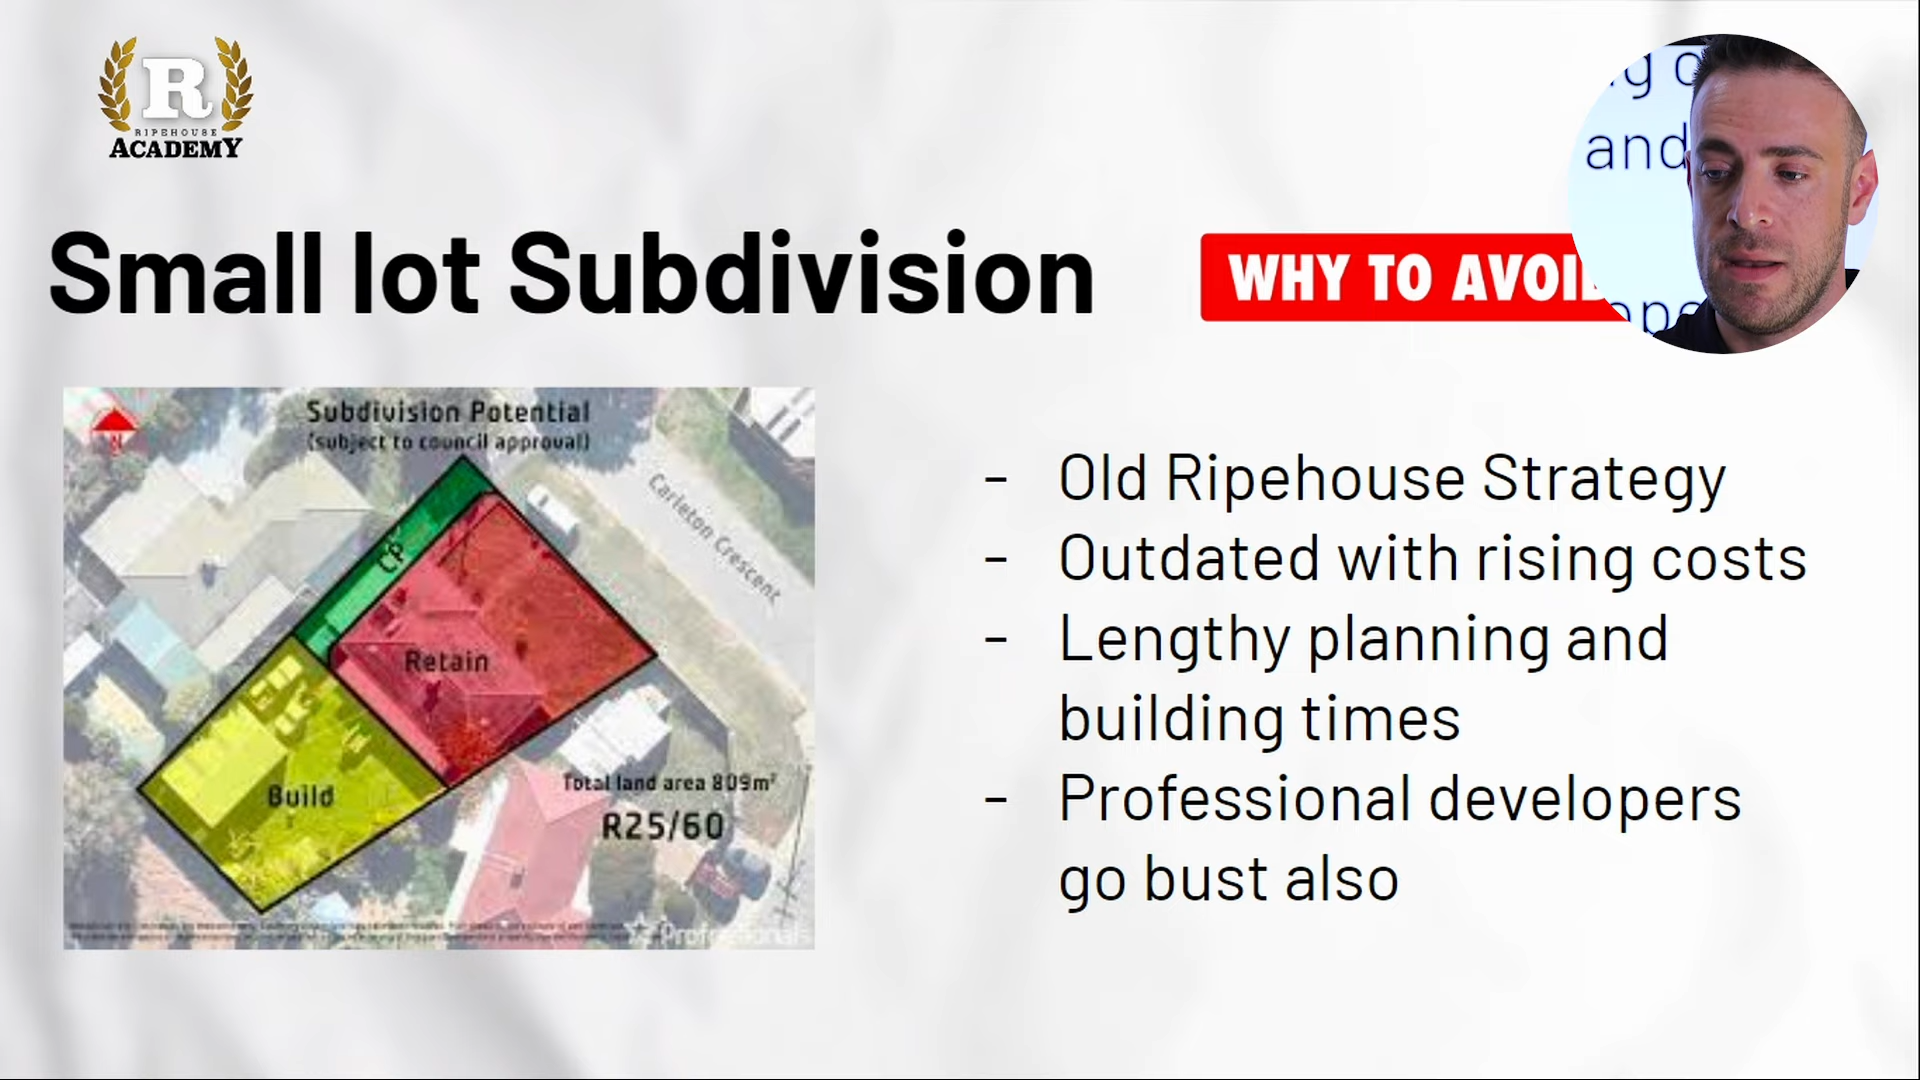 R
RIPEHOUSE
ACADEMY
Small lot Subdivision
WHY TO AVOID
and
Subdivision Potential
(subject to council approval)
Carleton Crescent
CP
Retain
Build
Total land area 809m²
R25/60
Professionals
- Old Ripehouse Strategy
- Outdated with rising costs
- Lengthy planning and
building times
- Professional developers
go bust also